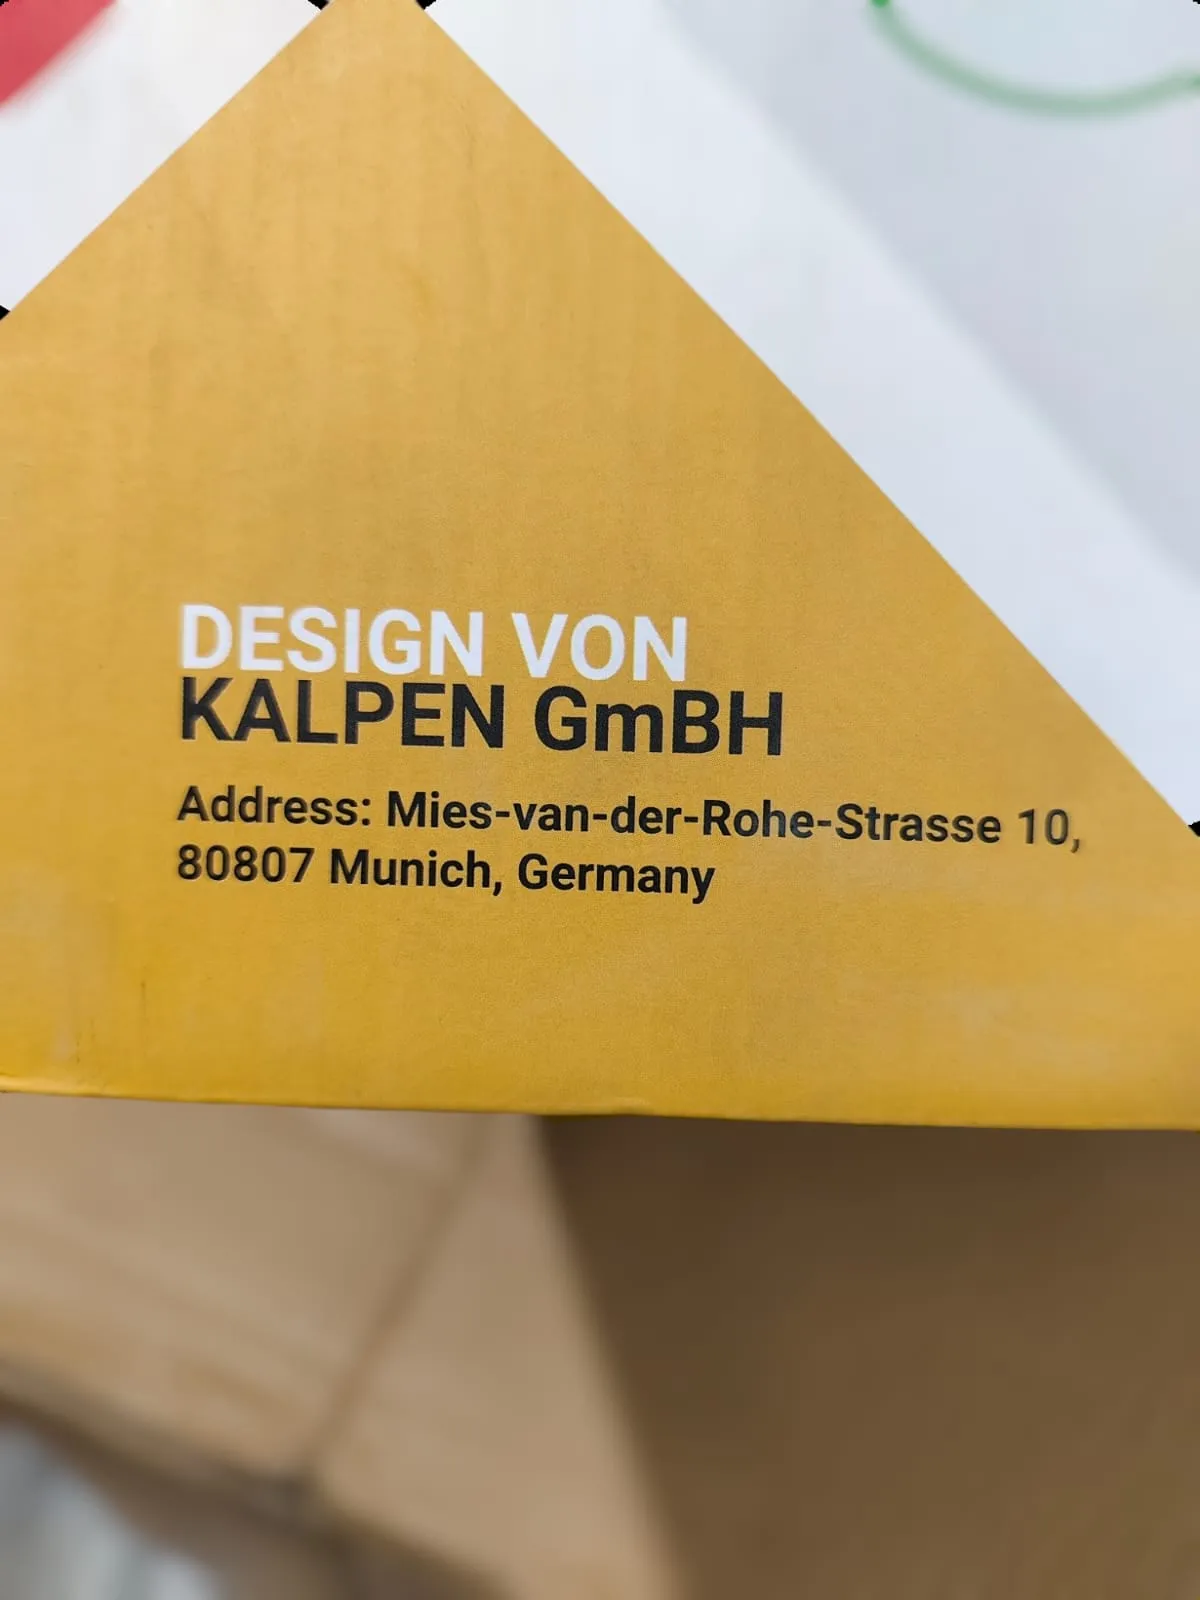 DESIGN VON
KALPEN GmBH
Address: Mies-van-der-Rohe-Strasse 10,
80807 Munich, Germany